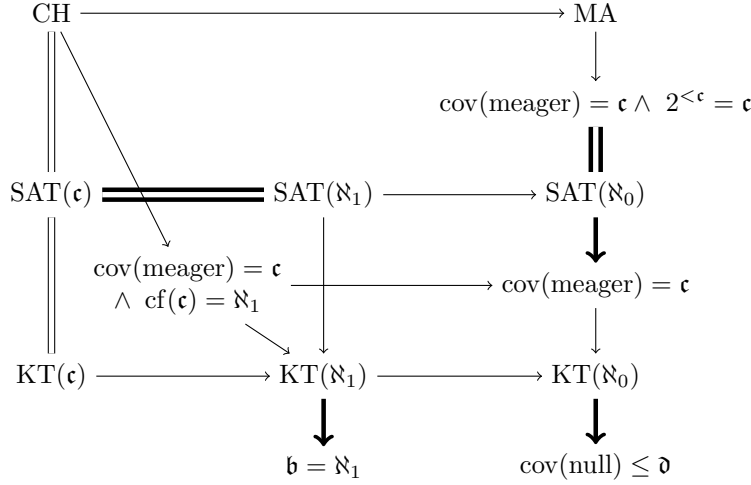 CH MA
cov(meager) = 𝔠 ∧ 2^{<𝔠} = 𝔠
SAT(𝔠) SAT(ℵ₁) SAT(ℵ₀)
cov(meager) = 𝔠
∧ cf(𝔠) = ℵ₁
cov(meager) = 𝔠
KT(𝔠) KT(ℵ₁) KT(ℵ₀)
𝔟 = ℵ₁ cov(null) ≤ 𝔡